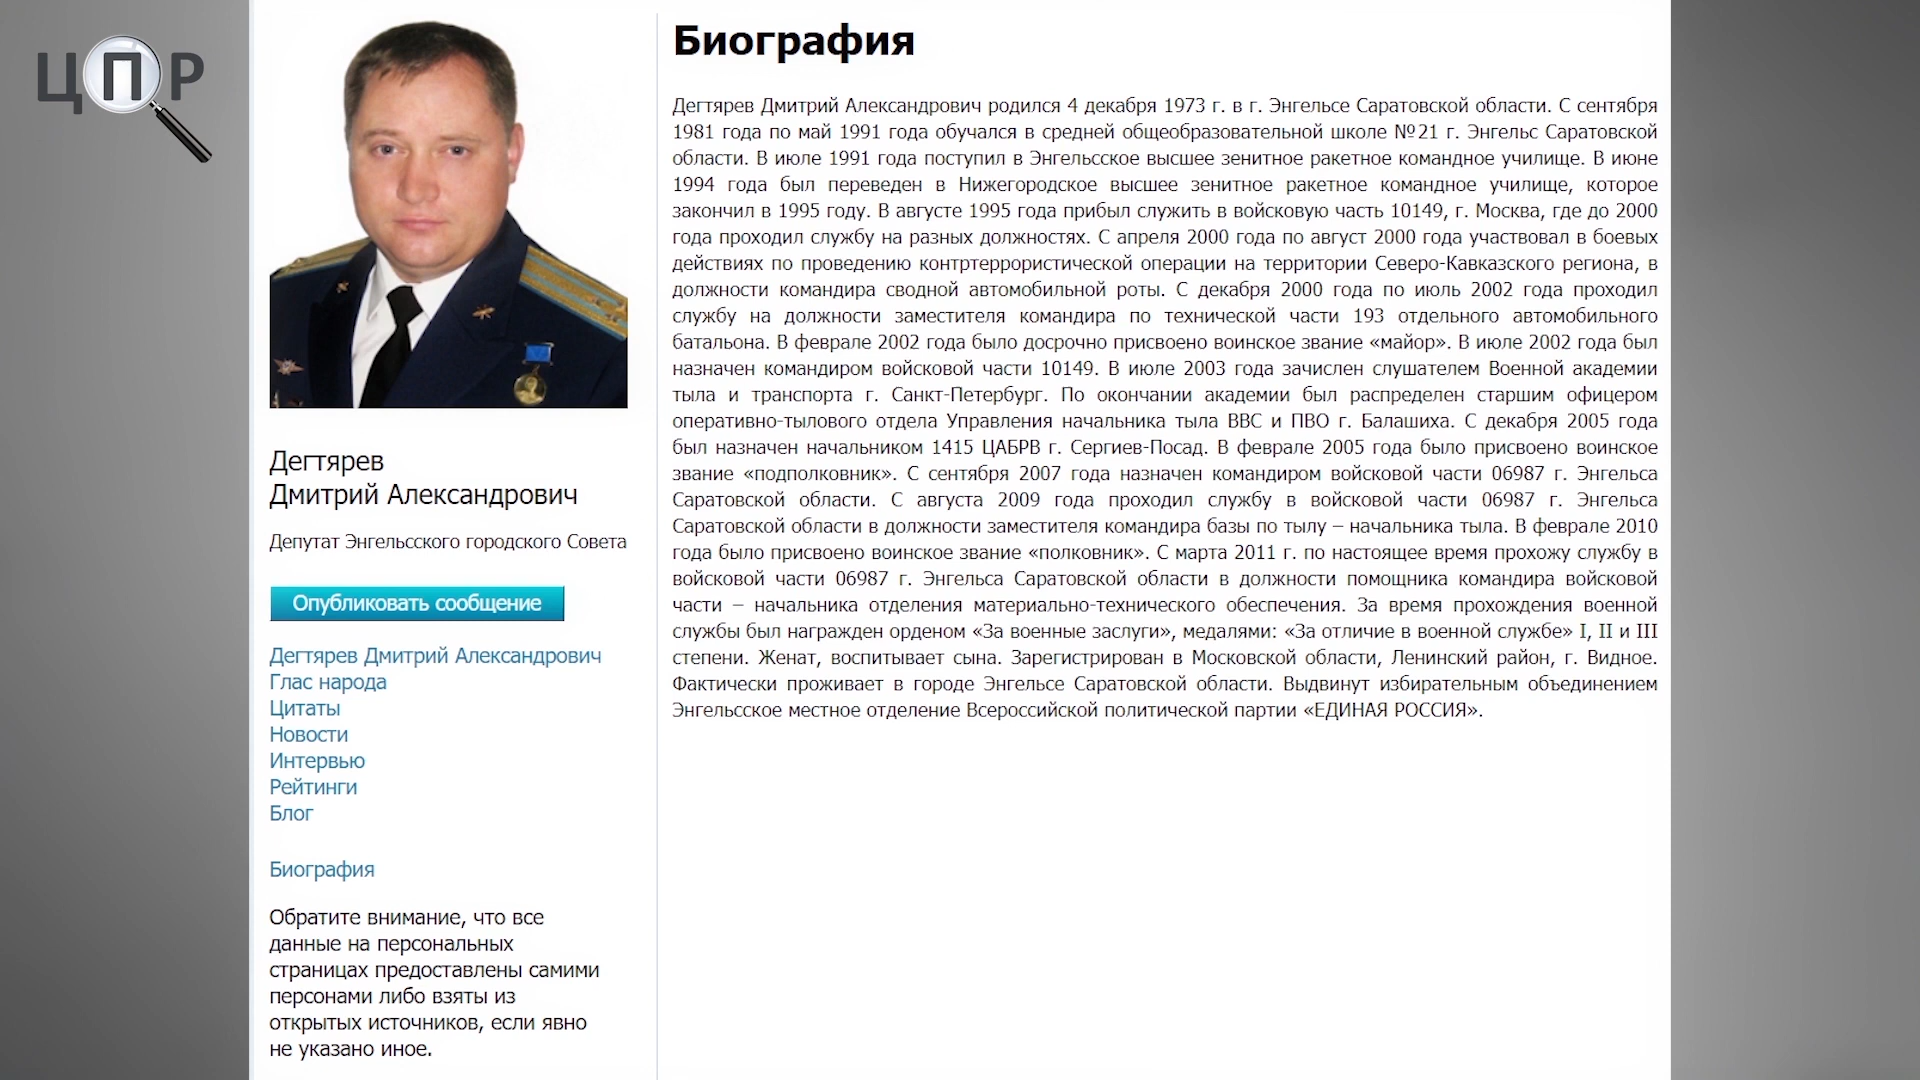 ЦПР
Биография
Дегтярев Дмитрий Александрович родился 4 декабря 1973 г. в г. Энгельсе Саратовской области. С сентября
1981 года по май 1991 года обучался в средней общеобразовательной школе №21 г. Энгельс Саратовской
области. В июле 1991 года поступил в Энгельсское высшее зенитное ракетное командное училище. В июне
1994 года был переведен в Нижегородское высшее зенитное ракетное командное училище, которое
закончил в 1995 году. В августе 1995 года прибыл служить в войсковую часть 10149, г. Москва, где до 2000
года проходил службу на разных должностях. С апреля 2000 года по август 2000 года участвовал в боевых
действиях по проведению контртеррористической операции на территории Северо-Кавказского региона, в
должности командира сводной автомобильной роты. С декабря 2000 года по июль 2002 года проходил
службу на должности заместителя командира по технической части 193 отдельного автомобильного
батальона. В феврале 2002 года было досрочно присвоено воинское звание «майор». В июле 2002 года был
назначен командиром войсковой части 10149. В июле 2003 года зачислен слушателем Военной академии
тыла и транспорта г. Санкт-Петербург. По окончании академии был распределен старшим офицером
оперативно-тылового отдела Управления начальника тыла ВВС и ПВО г. Балашиха. С декабря 2005 года
был назначен начальником 1415 ЦАБРВ г. Сергиев-Посад. В феврале 2005 года было присвоено воинское
звание «подполковник». С сентября 2007 года назначен командиром войсковой части 06987 г. Энгельса
Саратовской области. С августа 2009 года проходил службу в войсковой части 06987 г. Энгельса
Саратовской области в должности заместителя командира базы по тылу – начальника тыла. В феврале 2010
года было присвоено воинское звание «полковник». С марта 2011 г. по настоящее время прохожу службу в
войсковой части 06987 г. Энгельса Саратовской области в должности помощника командира войсковой
части – начальника отделения материально-технического обеспечения. За время прохождения военной
службы был награжден орденом «За военные заслуги», медалями: «За отличие в военной службе» I, II и III
степени. Женат, воспитывает сына. Зарегистрирован в Московской области, Ленинский район, г. Видное.
Фактически проживает в городе Энгельсе Саратовской области. Выдвинут избирательным объединением
Энгельсское местное отделение Всероссийской политической партии «ЕДИНАЯ РОССИЯ».
Дегтярев
Дмитрий Александрович
Депутат Энгельсского городского Совета
Опубликовать сообщение
Дегтярев Дмитрий Александрович
Глас народа
Цитаты
Новости
Интервью
Рейтинги
Блог
Биография
Обратите внимание, что все
данные на персональных
страницах предоставлены самими
персонами либо взяты из
открытых источников, если явно
не указано иное.